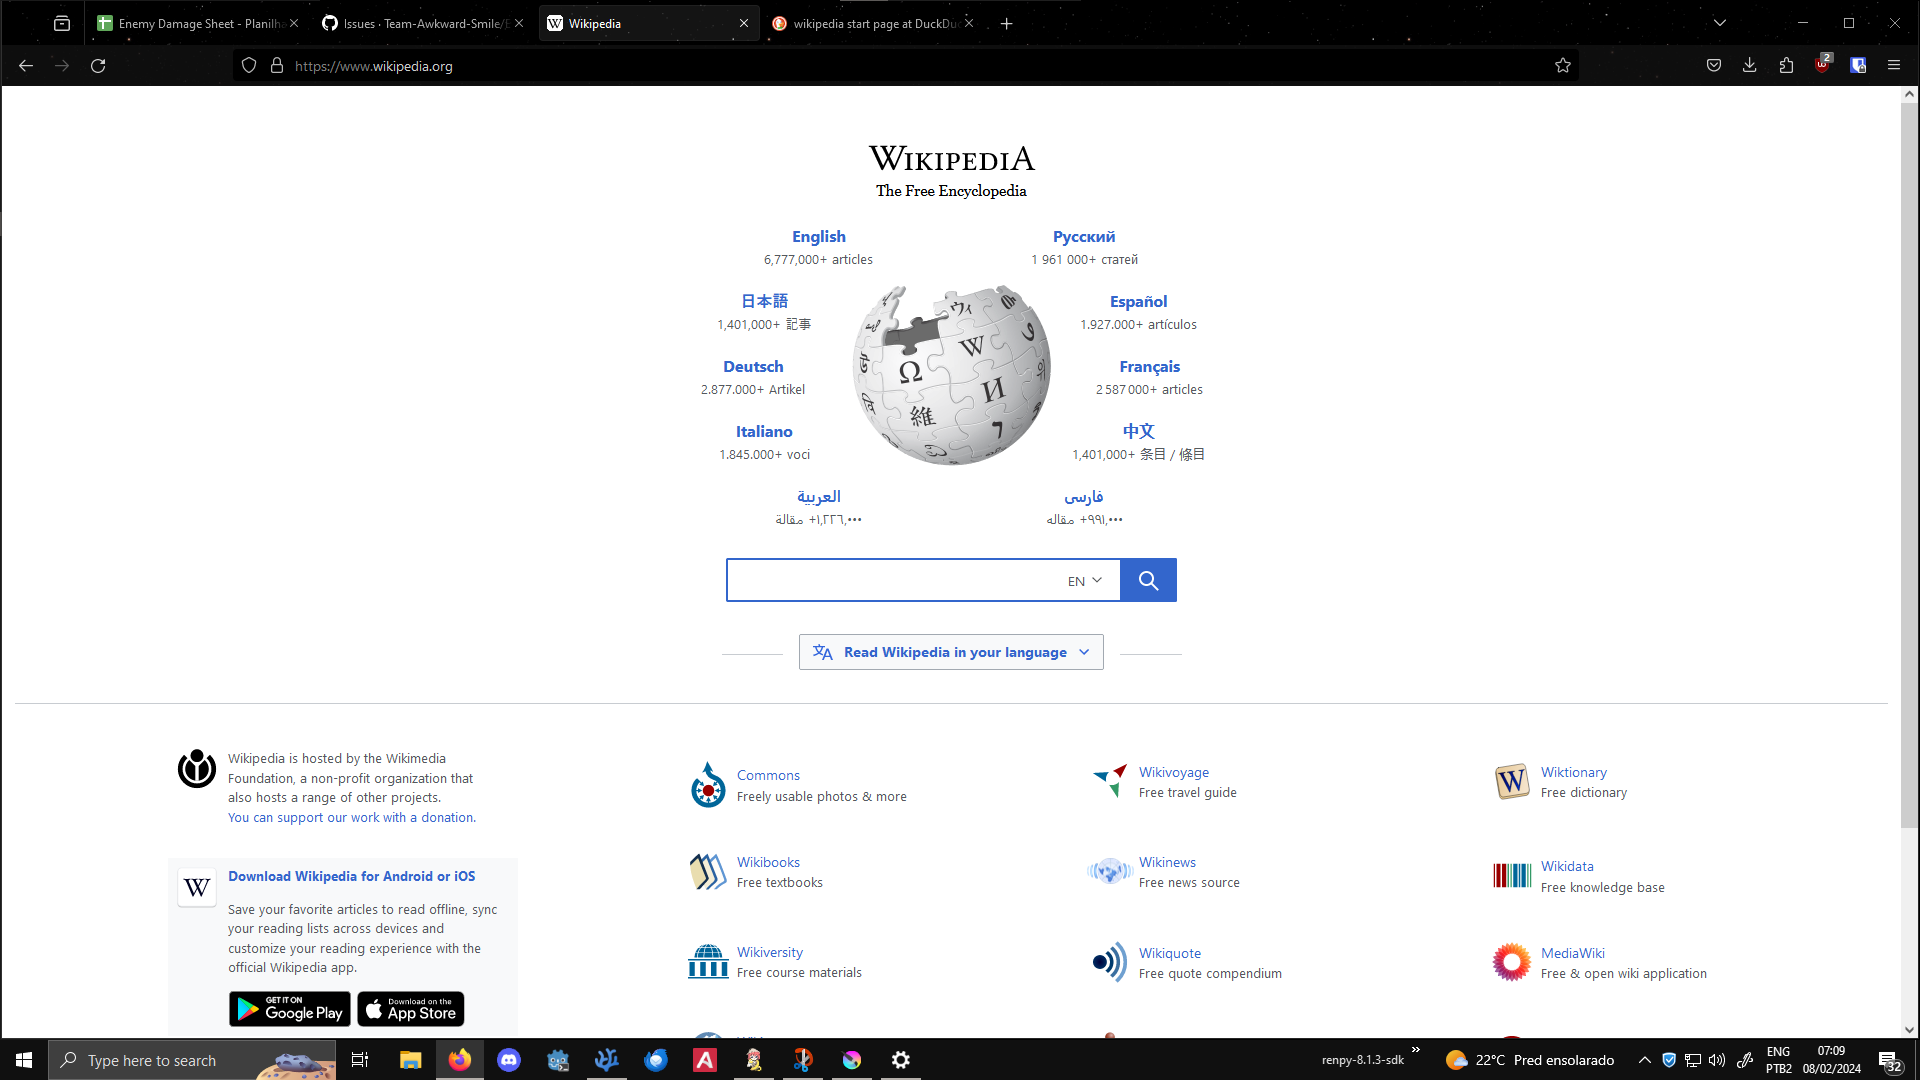 Enemy Damage Sheet - Planilha
Issues · Team-Awkward-Smile/E
Wikipedia
wikipedia start page at DuckDu
https://www.wikipedia.org
2
WIKIPEDIA
The Free Encyclopedia
English
6,777,000+ articles
Русский
1 961 000+ статей
日本語
1,401,000+ 記事
Español
1.927.000+ artículos
Deutsch
2.877.000+ Artikel
Français
2 587 000+ articles
Italiano
1.845.000+ voci
中文
1,401,000+ 条目 / 條目
العربية
١,٢٢٦,٠٠٠+ مقالة
فارسی
۹۹۱,۰۰۰+ مقاله
EN
Read Wikipedia in your language
Wikipedia is hosted by the Wikimedia
Foundation, a non-profit organization that
also hosts a range of other projects.
You can support our work with a donation.
Download Wikipedia for Android or iOS
Save your favorite articles to read offline, sync
your reading lists across devices and
customize your reading experience with the
official Wikipedia app.
GET IT ON
Google Play
Download on the
App Store
Commons
Freely usable photos & more
Wikivoyage
Free travel guide
Wiktionary
Free dictionary
Wikibooks
Free textbooks
Wikinews
Free news source
Wikidata
Free knowledge base
Wikiversity
Free course materials
Wikiquote
Free quote compendium
MediaWiki
Free & open wiki application
Type here to search
renpy-8.1.3-sdk
22°C Pred ensolarado
ENG
PTB2
07:09
08/02/2024
32